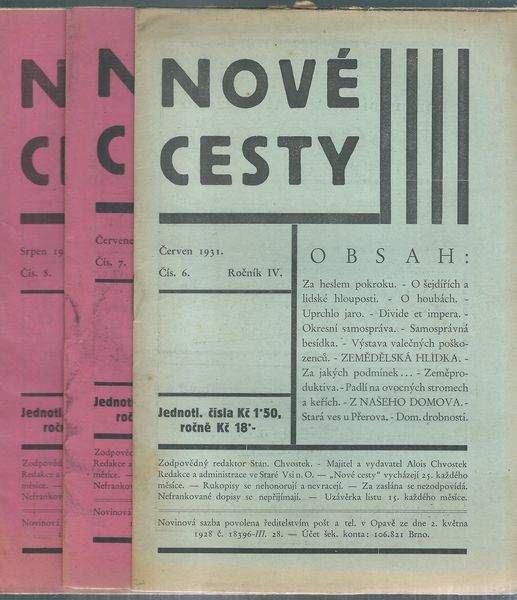 NOVÉ
CESTY
Červen 1931.
Čís. 6. Ročník IV.
OBSAH:
Za heslem pokroku. - O šejdířích a
lidské hlouposti. - O houbách. -
Uprchlo jaro. - Divide et impera. -
Okresní samospráva. - Samosprávná
besídka. - Výstava valečných poško-
zenců. - ZEMĚDĚLSKÁ HLÍDKA. -
Za jakých podmínek... - Zeměpro-
duktiva. - Padlí na ovocných stromech
a keřích. - Z NAŠEHO DOMOVA. -
Stará ves u Přerova. - Dom. drobnosti.
Jednotl. čísla Kč 1·50,
ročně Kč 18·-
Zodpovědný redaktor Stan. Chvostek. - Majitel a vydavatel Alois Chvostek
Redakce a administrace ve Staré Vsi n. O. — „Nové cesty" vycházejí 25. každého
měsíce. — Rukopisy se nehonorují a nevracejí. — Za zaslána se nezodpovídá.
Nefrankované dopisy se nepřijímají. - Uzávěrka listu 15. každého měsíce.
Novinová sazba povolena ředitelstvím pošt a tel. v Opavě ze dne 2. května
1928 č. 18396-III. 28. — Účet šek. konta: 106.821 Brno.
N
C
Červene
Čís. 7.
Jednotl
roč
Zodpověd
Redakce a
měsíce. —
Nefrankov
Novinová
N
CE
Srpen 19
Čís. 8.
Jednotl.
ročn
Zodpovědn
Redakce a
měsíce. —
Nefrankov
Novinová